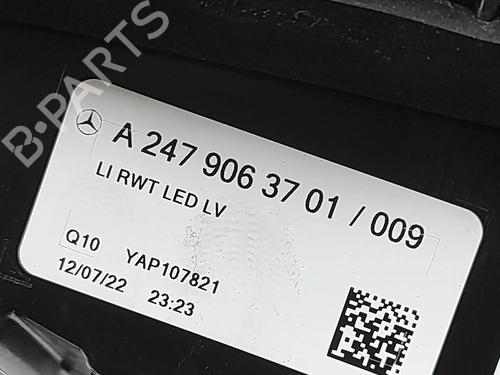 B-PARTS
A 247 906 37 01 / 009
LI RWT LED LV
Q10 YAP107821
12/07/22 23:23